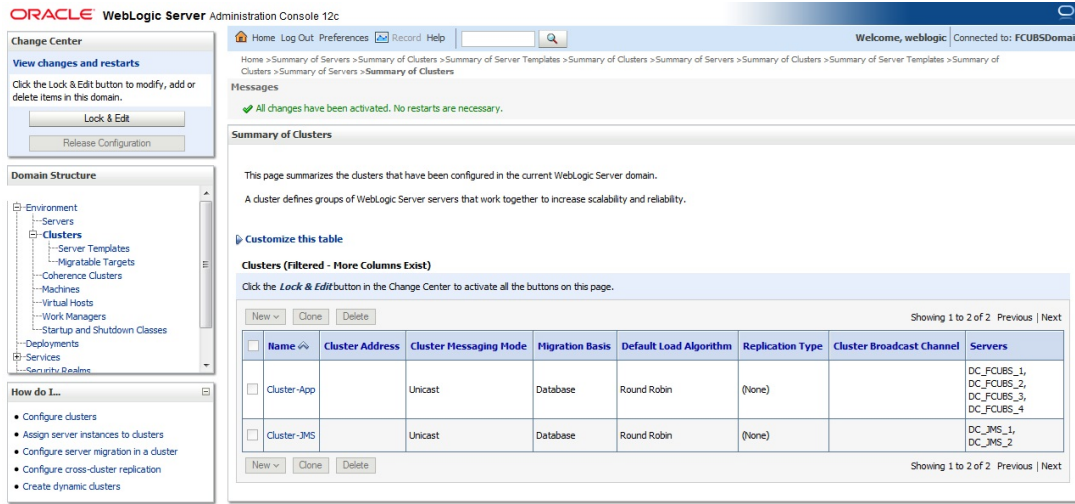 ORACLE WebLogic Server Administration Console 12c
Change Center
View changes and restarts
Click the Lock & Edit button to modify, add or
delete items in this domain.
Lock & Edit
Release Configuration
Domain Structure
Environment
Servers
Clusters
Server Templates
Migratable Targets
Coherence Clusters
Machines
Virtual Hosts
Work Managers
Startup and Shutdown Classes
Deployments
Services
Security Realms
How do I...
Configure clusters
Assign server instances to clusters
Configure server migration in a cluster
Configure cross-cluster replication
Create dynamic clusters
Home Log Out Preferences Record Help
Welcome, weblogic Connected to: FCUBSDomai
Home >Summary of Servers >Summary of Clusters >Summary of Server Templates >Summary of Clusters >Summary of Servers >Summary of Clusters >Summary of Server Templates >Summary of
Clusters >Summary of Servers >Summary of Clusters
Messages
All changes have been activated. No restarts are necessary.
Summary of Clusters
This page summarizes the clusters that have been configured in the current WebLogic Server domain.
A cluster defines groups of WebLogic Server servers that work together to increase scalability and reliability.
Customize this table
Clusters (Filtered - More Columns Exist)
Click the Lock & Edit button in the Change Center to activate all the buttons on this page.
New Clone Delete Showing 1 to 2 of 2 Previous | Next
Name Cluster Address Cluster Messaging Mode Migration Basis Default Load Algorithm Replication Type Cluster Broadcast Channel Servers
Cluster-App Unicast Database Round Robin (None) DC_FCUBS_1,
DC_FCUBS_2,
DC_FCUBS_3,
DC_FCUBS_4
Cluster-JMS Unicast Database Round Robin (None) DC_JMS_1,
DC_JMS_2
New Clone Delete Showing 1 to 2 of 2 Previous | Next